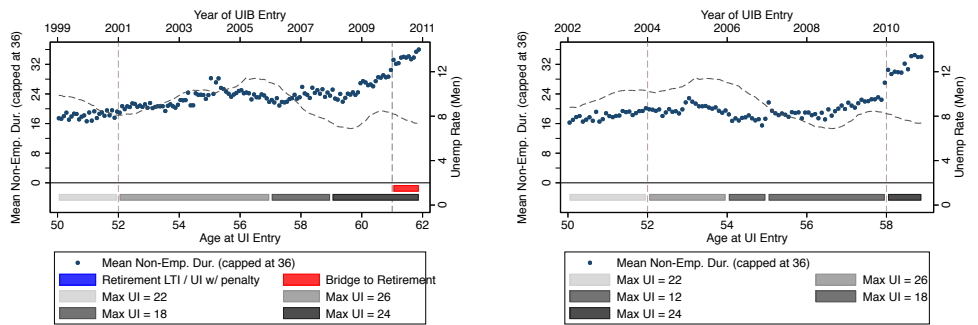 Year of UIB Entry
1999 2001 2003 2005 2007 2009 2011
Mean Non-Emp. Dur. (capped at 36)
0 8 16 24 32
Unemp Rate (Men)
0 4 8 12
50 52 54 56 58 60 62
Age at UI Entry
Mean Non-Emp. Dur. (capped at 36)
Retirement LTI / UI w/ penalty Bridge to Retirement
Max UI = 22 Max UI = 26
Max UI = 18 Max UI = 24
Year of UIB Entry
2002 2004 2006 2008 2010
Mean Non-Emp. Dur. (capped at 36)
0 8 16 24 32
Unemp Rate (Men)
0 4 8 12
50 52 54 56 58
Age at UI Entry
Mean Non-Emp. Dur. (capped at 36)
Max UI = 22 Max UI = 26
Max UI = 12 Max UI = 18
Max UI = 24